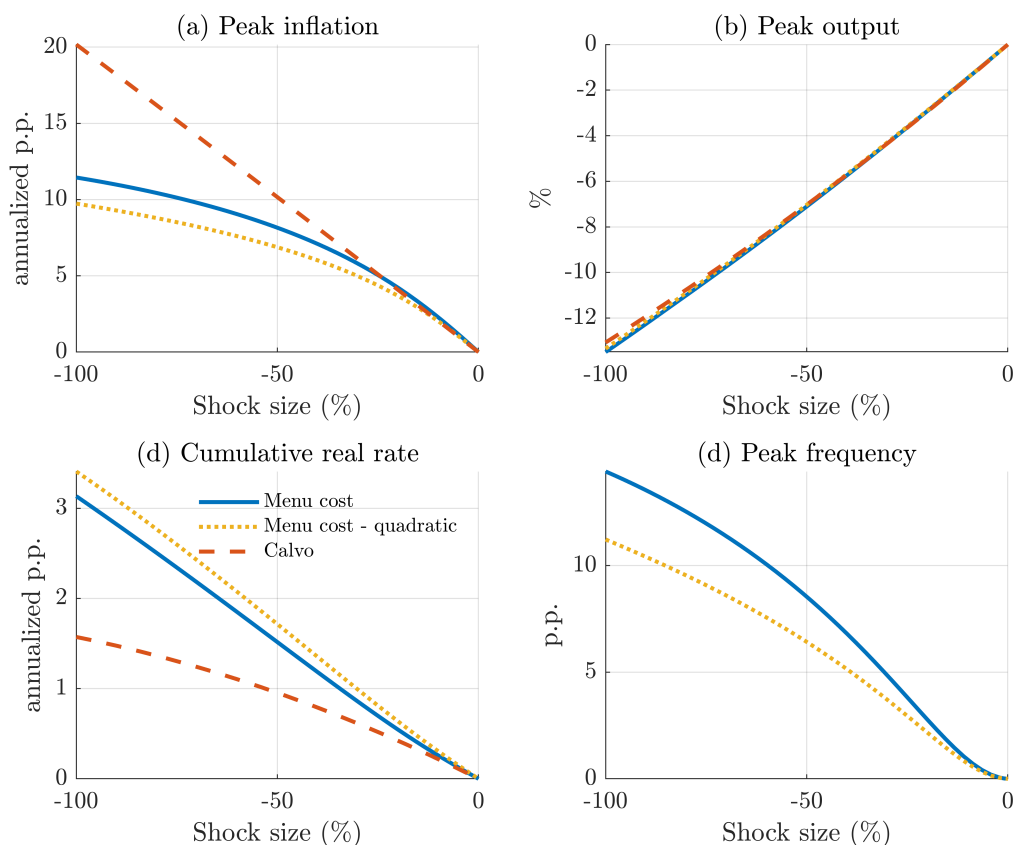 (a) Peak inflation
20
15
10
5
0
annualized p.p.
-100
-50
0
Shock size (%)
(b) Peak output
0
-2
-4
-6
-8
-10
-12
%
-100
-50
0
Shock size (%)
(d) Cumulative real rate
3
2
1
0
annualized p.p.
Menu cost
Menu cost - quadratic
Calvo
-100
-50
0
Shock size (%)
(d) Peak frequency
10
5
0
p.p.
-100
-50
0
Shock size (%)